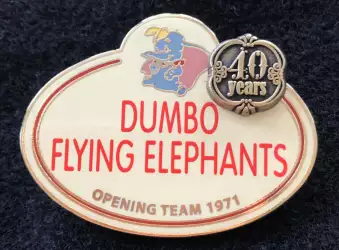 40
years
DUMBO
FLYING ELEPHANTS
OPENING TEAM 1971